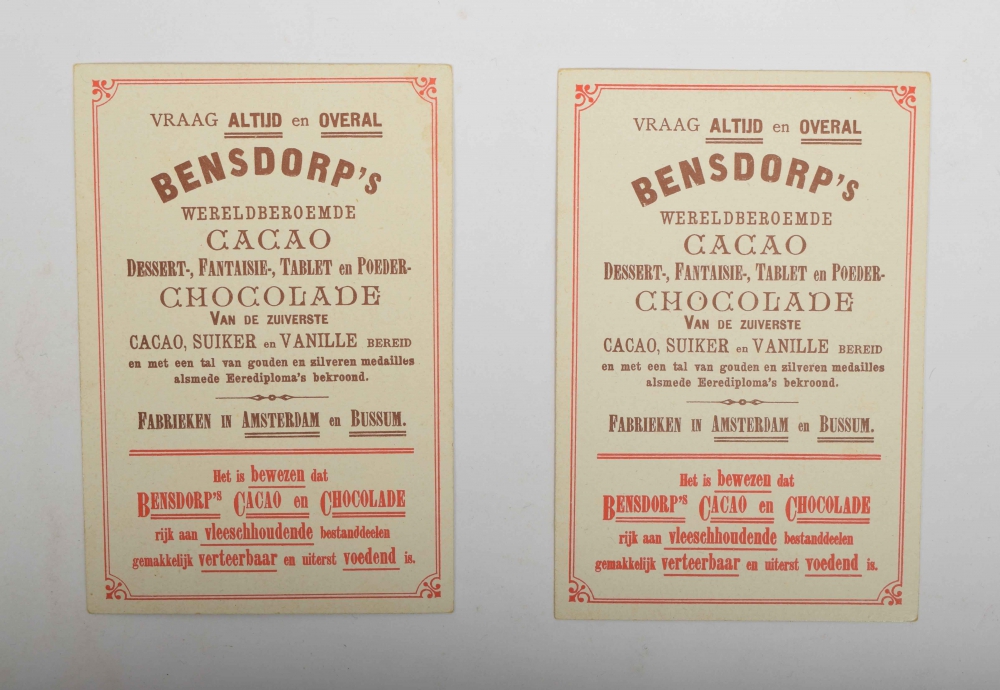 VRAAG ALTIJD en OVERAL
BENSDORP'S
WERELDBEROEMDE
CACAO
DESSERT-, FANTAISIE-, TABLET en POEDER-
CHOCOLADE
VAN DE ZUIVERSTE
CACAO, SUIKER en VANILLE BEREID
en met een tal van gouden en zilveren medailles
alsmede Eerediploma's bekroond.
FABRIEKEN IN AMSTERDAM en BUSSUM.
Het is bewezen dat
BENSDORP'S CACAO en CHOCOLADE
rijk aan vleeschhoudende bestanddeelen
gemakkelijk verteerbaar en uiterst voedend is.
VRAAG ALTIJD en OVERAL
BENSDORP'S
WERELDBEROEMDE
CACAO
DESSERT-, FANTAISIE-, TABLET en POEDER-
CHOCOLADE
VAN DE ZUIVERSTE
CACAO, SUIKER en VANILLE BEREID
en met een tal van gouden en zilveren medailles
alsmede Eerediploma's bekroond.
FABRIEKEN IN AMSTERDAM en BUSSUM.
Het is bewezen dat
BENSDORP'S CACAO en CHOCOLADE
rijk aan vleeschhoudende bestanddeelen
gemakkelijk verteerbaar en uiterst voedend is.